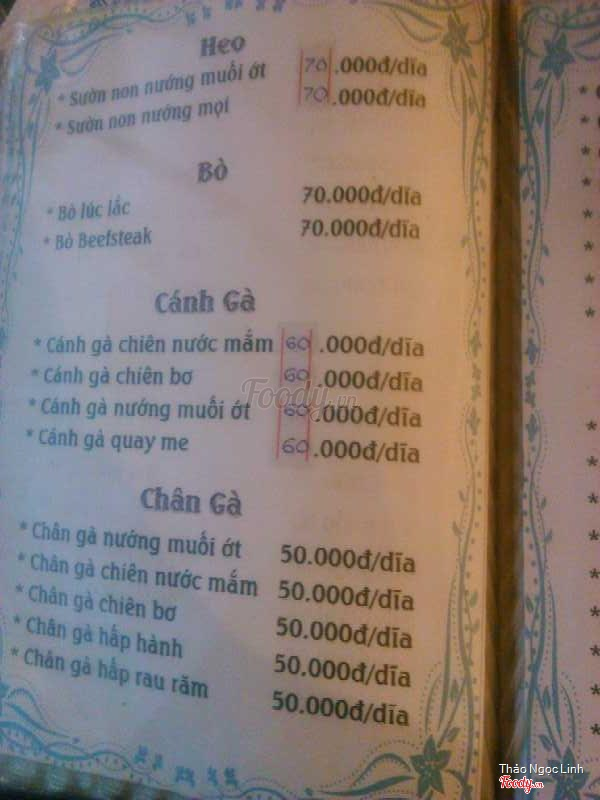 Heo
* Sườn non nướng muối ớt 70.000đ/dĩa
* Sườn non nướng mọi 70.000đ/dĩa
Bò
* Bò lúc lắc 70.000đ/dĩa
* Bò Beefsteak 70.000đ/dĩa
Cánh Gà
* Cánh gà chiên nước mắm 60.000đ/dĩa
* Cánh gà chiên bơ 60.000đ/dĩa
* Cánh gà nướng muối ớt 60.000đ/dĩa
* Cánh gà quay me 60.000đ/dĩa
Foody.vn
Chân Gà
* Chân gà nướng muối ớt 50.000đ/dĩa
* Chân gà chiên nước mắm 50.000đ/dĩa
* Chân gà chiên bơ 50.000đ/dĩa
* Chân gà hấp hành 50.000đ/dĩa
* Chân gà hấp rau răm 50.000đ/dĩa
Thảo Ngọc Linh
Foody.vn